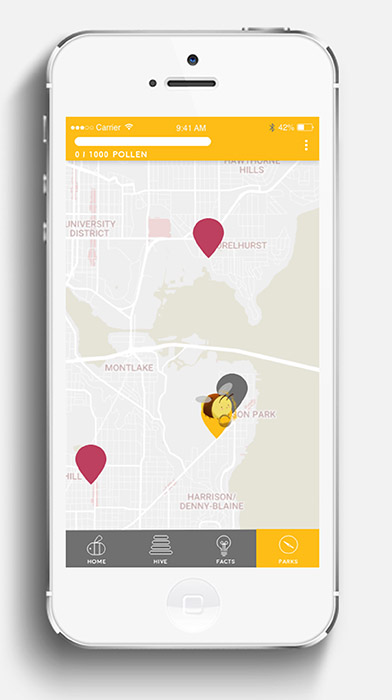 Carrier 9:41 AM 42%
0 / 1000 POLLEN
HAWTHORNE
HILLS
UNIVERSITY
DISTRICT
RELHURST
MONTLAKE
ON PARK
HILL
HARRISON/
DENNY-BLAINE
HOME HIVE FACTS PARKS